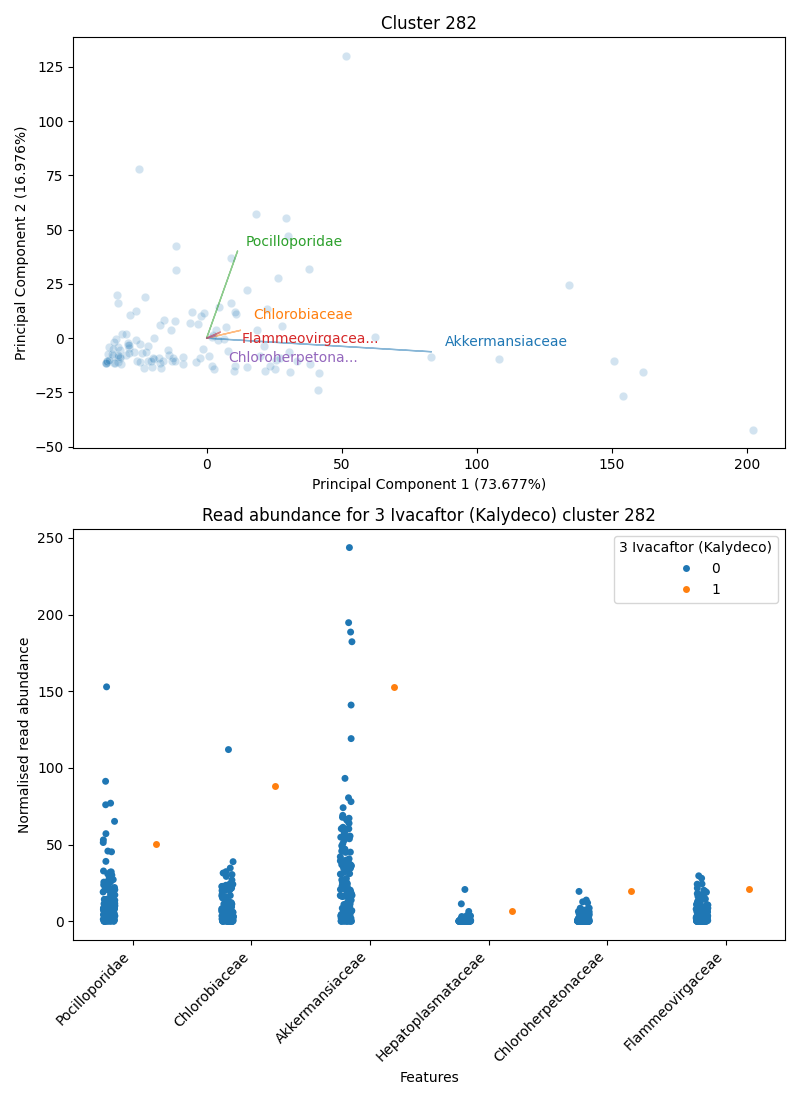 Cluster 282
Principal Component 2 (16.976%)
125
100
75
50
25
0
−25
−50
Pocilloporidae
Chlorobiaceae
Flammeovirgacea...
Akkermansiaceae
Chloroherpetona...
0
50
100
150
200
Principal Component 1 (73.677%)
Read abundance for 3 Ivacaftor (Kalydeco) cluster 282
Normalised read abundance
250
200
150
100
50
0
3 Ivacaftor (Kalydeco)
0
1
Pocilloporidae
Chlorobiaceae
Akkermansiaceae
Hepatoplasmataceae
Chloroherpetonaceae
Flammeovirgaceae
Features